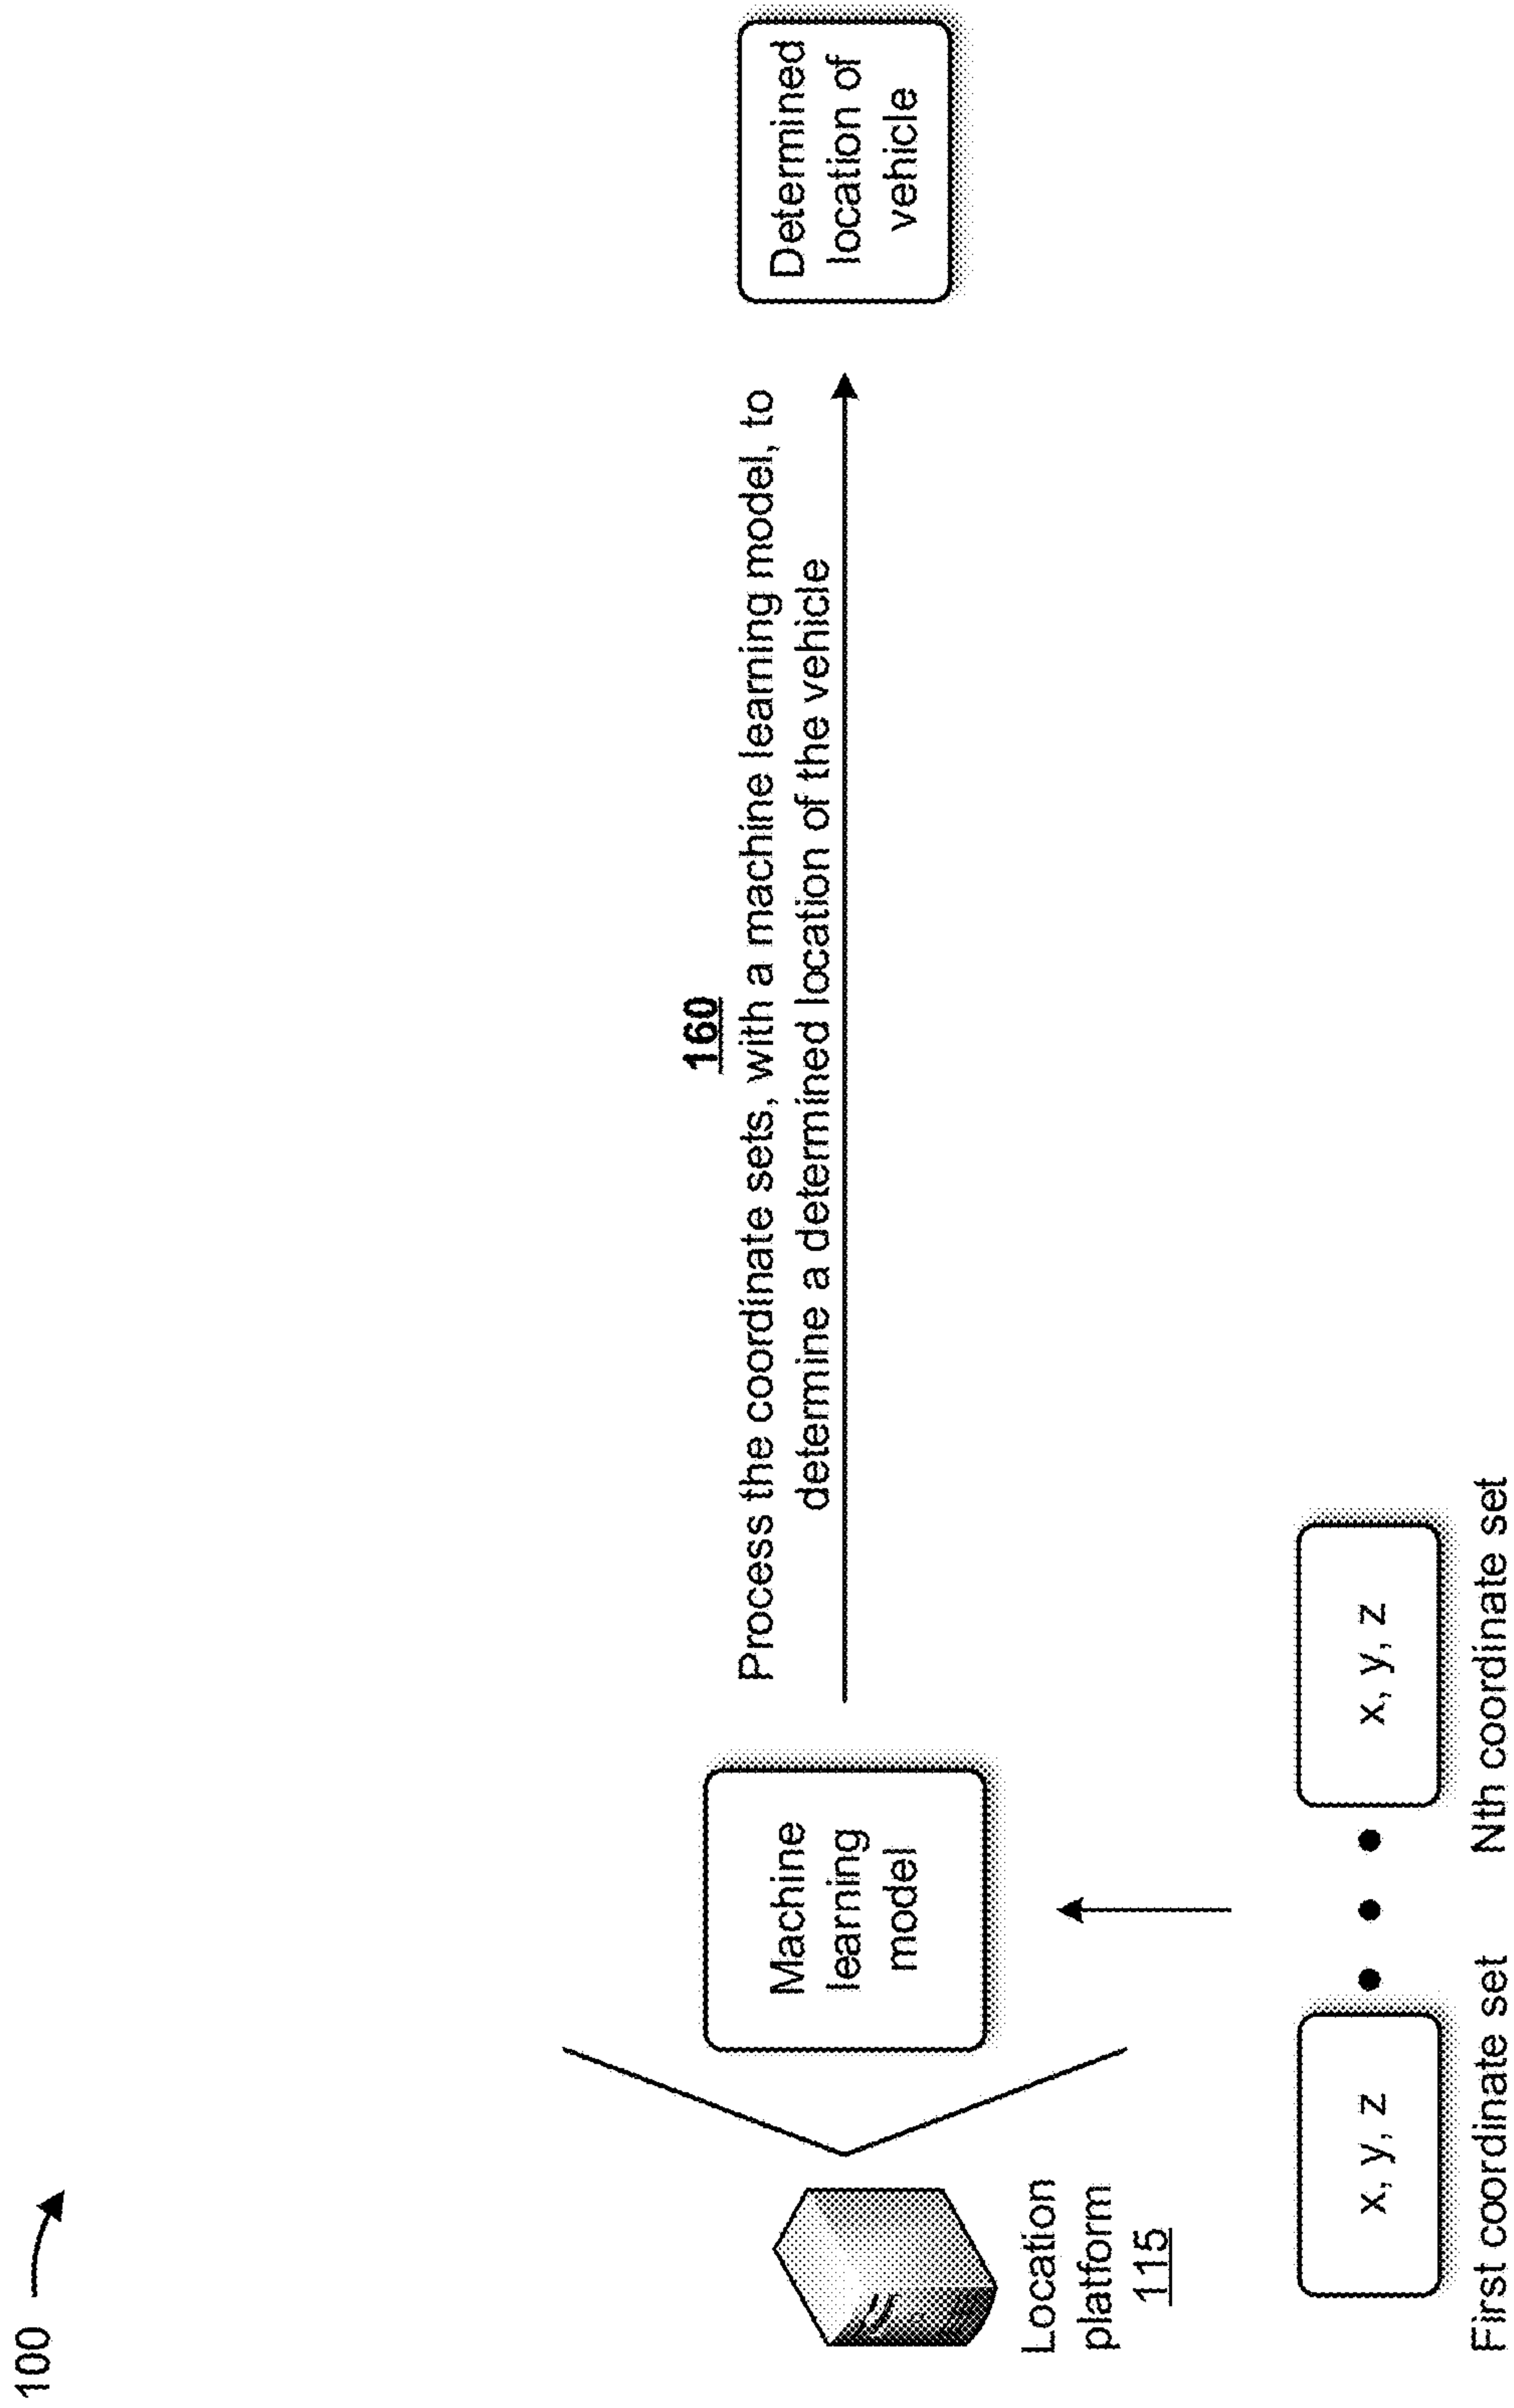 100
160
Process the coordinate sets, with a machine learning model, to
determine a determined location of the vehicle
Machine
learning
model
Determined
location of
vehicle
Location
platform
115
x, y, z
x, y, z
First coordinate set
Nth coordinate set